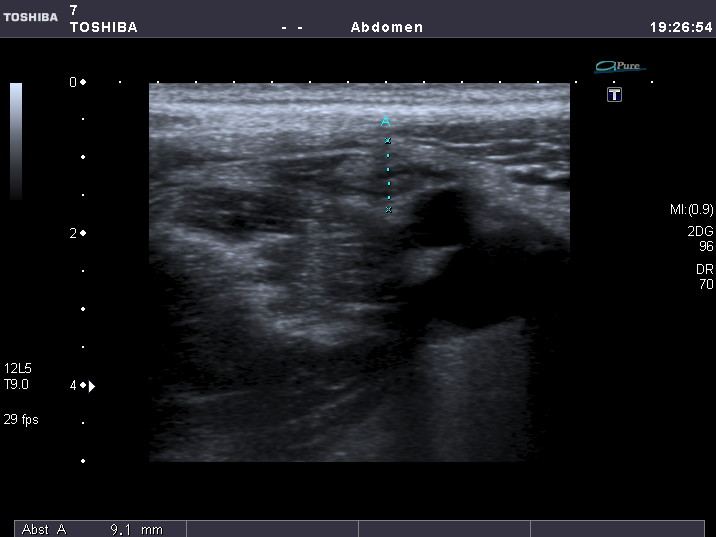 TOSHIBA
7
TOSHIBA - - Abdomen 19:26:54
0
A
2
4
Pure
T
MI:(0.9)
2DG
96
DR
70
12L5
T9.0
29 fps
Abst A 9.1 mm